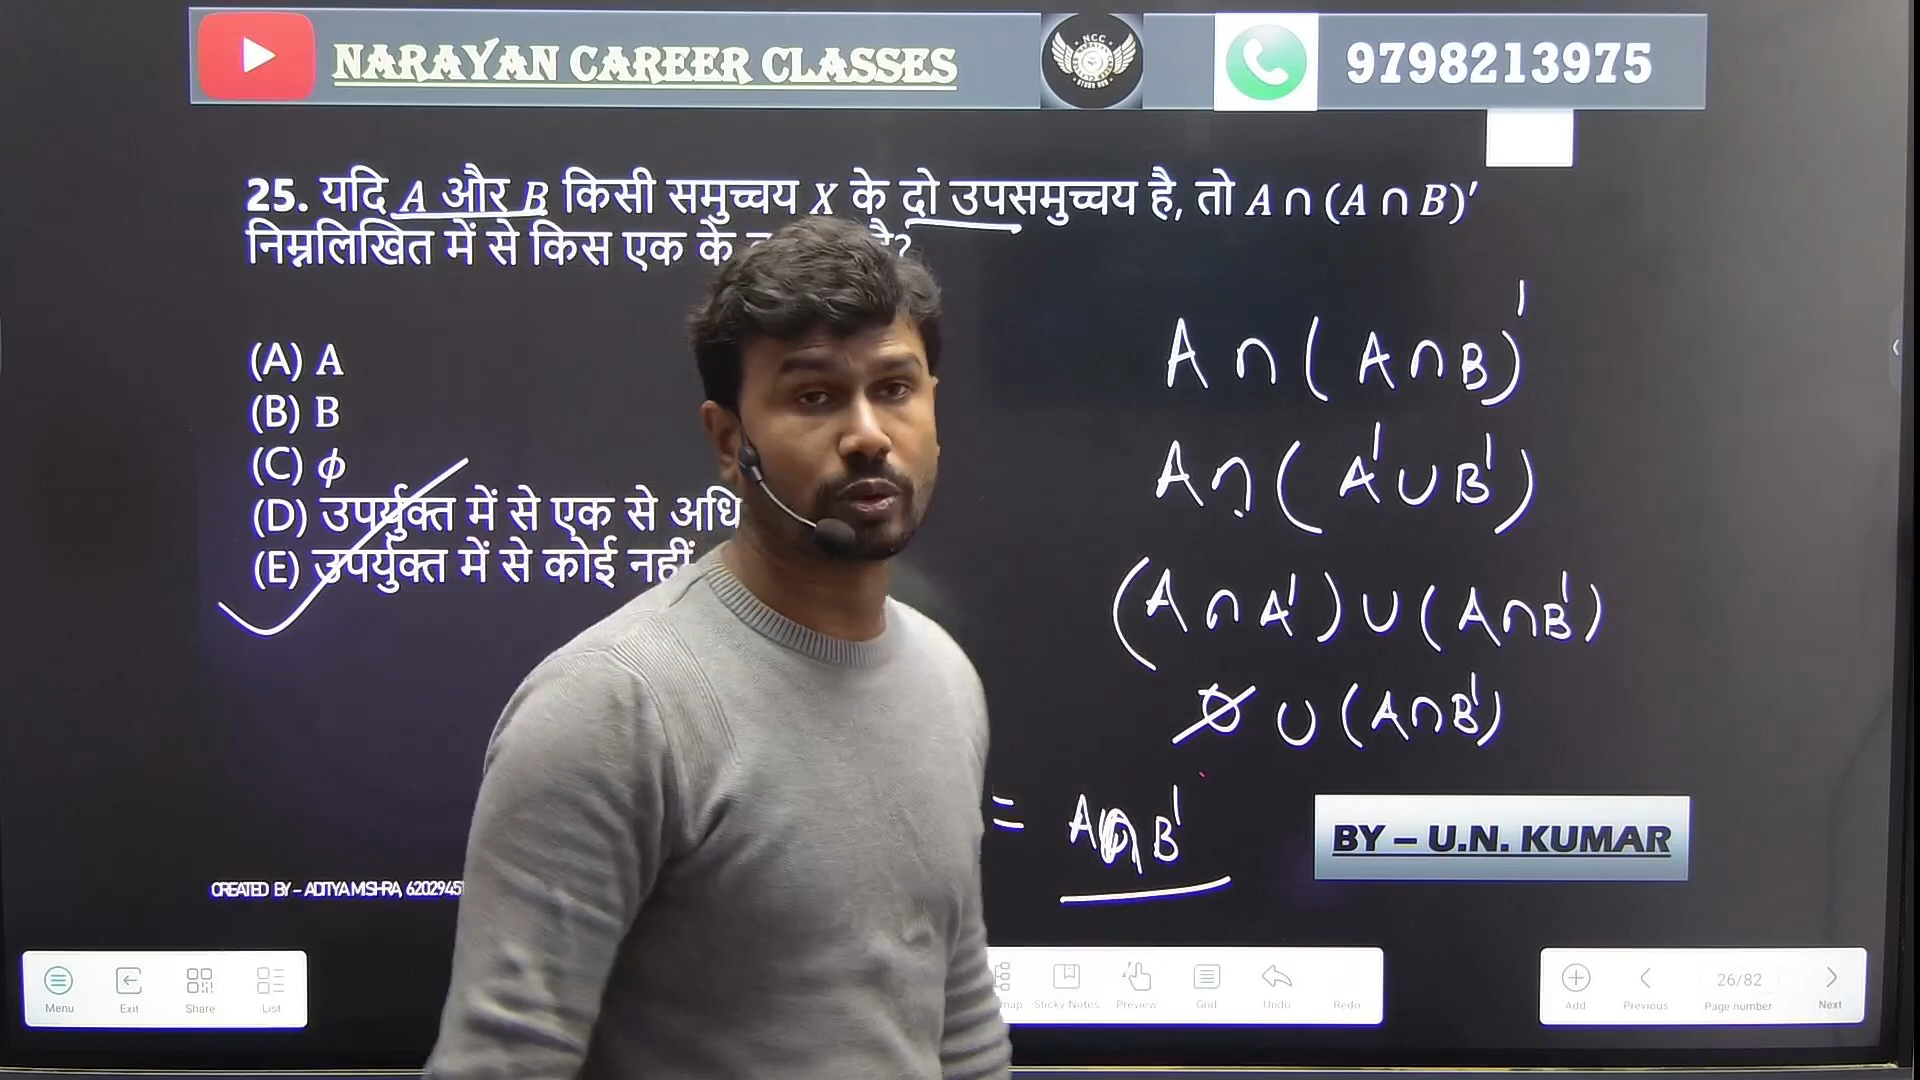 NARAYAN CAREER CLASSES
NCC
9798213975
25. यदि A और B किसी समुच्चय X के दो उपसमुच्चय है, तो A ∩ (A ∩ B)′
निम्नलिखित में से किस एक के है?
(A) A
(B) B
(C) ϕ
(D) उपर्युक्त में से एक से अधि
(E) उपर्युक्त में से कोई नहीं
A ∩ ( A ∩ B )'
A ∩ ( A' ∪ B' )
( A ∩ A' ) ∪ ( A ∩ B' )
∅ ∪ ( A ∩ B' )
= A ∩ B'
BY – U.N. KUMAR
CREATED BY – ADITYA MISHRA, 6202945
Menu Exit Share List
Sticky Notes Preview Grid Undo Redo
Add Previous 26/82 Page number Next